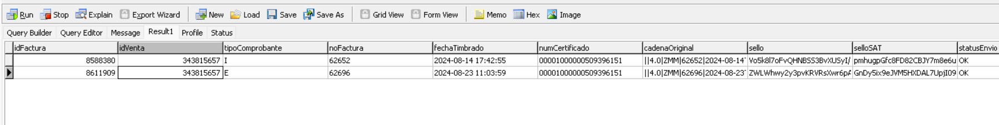 Run Stop Explain Export Wizard New Load Save Save As Grid View Form View Memo Hex Image
Query Builder Query Editor Message Result1 Profile Status
idFactura idVenta tipoComprobante noFactura fechaTimbrado numCertificado cadenaOriginal sello selloSAT statusEnvio
8588380 343815657 I 62652 2024-08-14 17:42:55 00001000000509396151 ||4.0|ZMM|62652|2024-08-14 Vo5k8l7oFvQHNBSS3BvXUSyI/ pmhugpGfc8FD82CBJY7m8e6u OK
8611909 343815657 E 62696 2024-08-23 11:03:59 00001000000509396151 ||4.0|ZMM|62696|2024-08-23 ZWLWhwy2y3pvKRVRsXwr6pA GnDy5ix9eJVM5HXDAL7UpjI09 OK